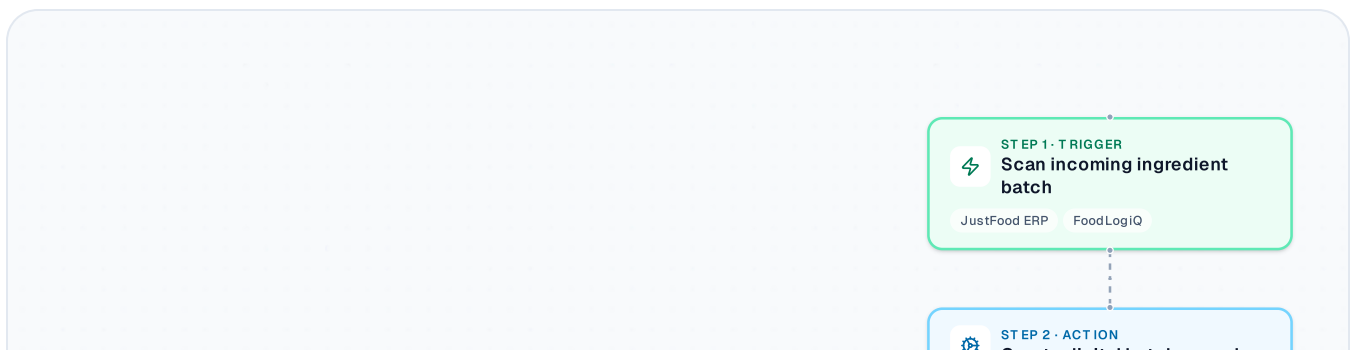 STEP 1 · TRIGGER
Scan incoming ingredient
batch
JustFood ERP
FoodLogiQ
STEP 2 · ACTION